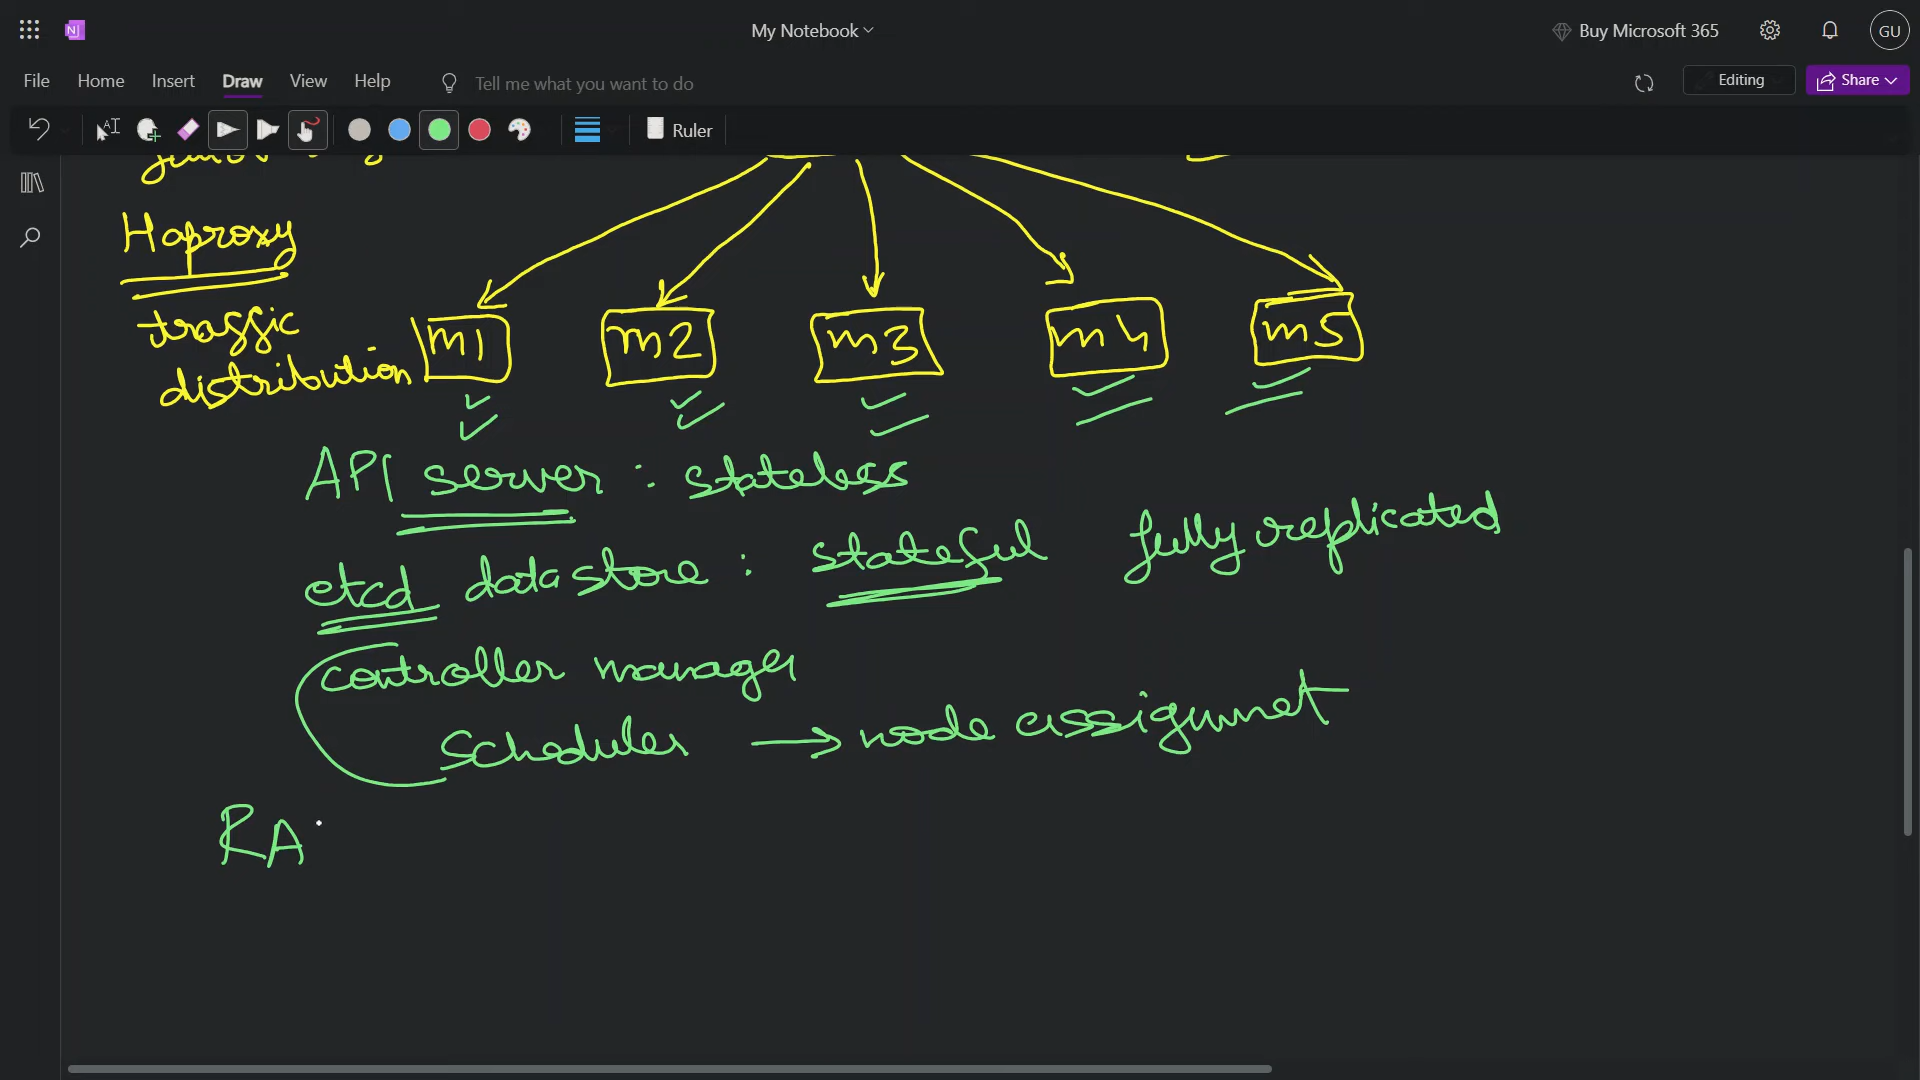 My Notebook
Buy Microsoft 365
GU
File Home Insert Draw View Help Tell me what you want to do
Editing
Share
Ruler
Haproxy
traffic
distribution
m1 m2 m3 m4 m5
API server : stateless
etcd datastore : stateful fully replicated
controller manager
Scheduler → node assignmet
RA